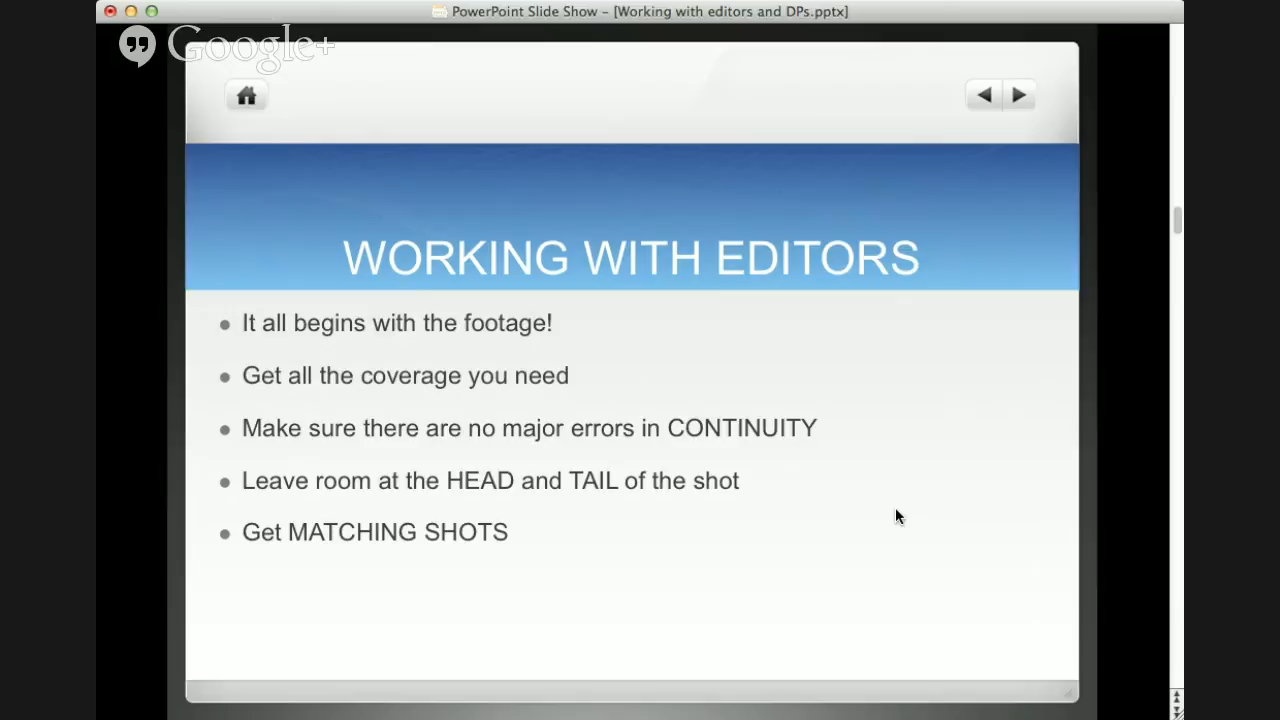 PowerPoint Slide Show – [Working with editors and DPs.pptx]
Google+
WORKING WITH EDITORS
It all begins with the footage!
Get all the coverage you need
Make sure there are no major errors in CONTINUITY
Leave room at the HEAD and TAIL of the shot
Get MATCHING SHOTS